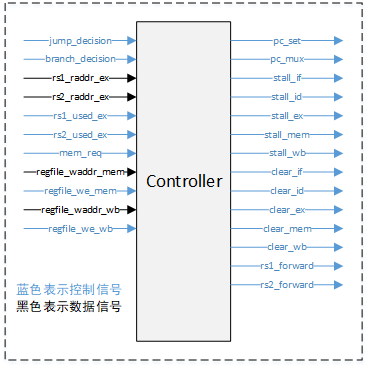 jump_decision
branch_decision
rs1_raddr_ex
rs2_raddr_ex
rs1_used_ex
rs2_used_ex
mem_req
regfile_waddr_mem
regfile_we_mem
regfile_waddr_wb
regfile_we_wb
Controller
pc_set
pc_mux
stall_if
stall_id
stall_ex
stall_mem
stall_wb
clear_if
clear_id
clear_ex
clear_mem
clear_wb
rs1_forward
rs2_forward
蓝色表示控制信号
黑色表示数据信号